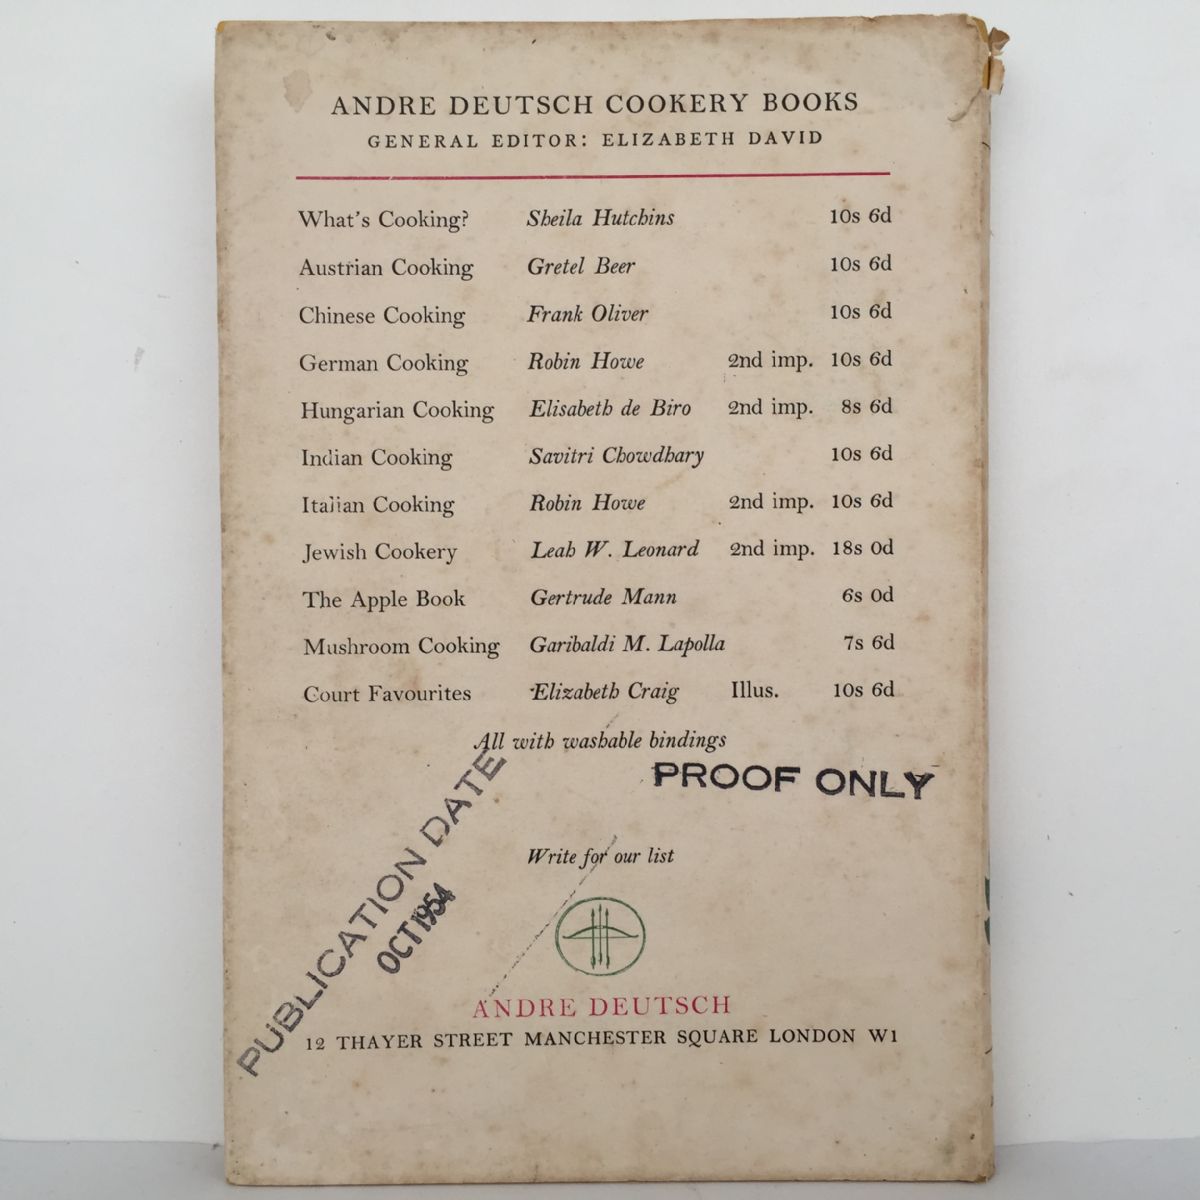 ANDRE DEUTSCH COOKERY BOOKS
GENERAL EDITOR: ELIZABETH DAVID
What's Cooking? Sheila Hutchins 10s 6d
Austrian Cooking Gretel Beer 10s 6d
Chinese Cooking Frank Oliver 10s 6d
German Cooking Robin Howe 2nd imp. 10s 6d
Hungarian Cooking Elisabeth de Biro 2nd imp. 8s 6d
Indian Cooking Savitri Chowdhary 10s 6d
Italian Cooking Robin Howe 2nd imp. 10s 6d
Jewish Cookery Leah W. Leonard 2nd imp. 18s 0d
The Apple Book Gertrude Mann 6s 0d
Mushroom Cooking Garibaldi M. Lapolla 7s 6d
Court Favourites Elizabeth Craig Illus. 10s 6d
All with washable bindings
PROOF ONLY
PUBLICATION DATE
OCT 1954
Write for our list
ANDRE DEUTSCH
12 THAYER STREET MANCHESTER SQUARE LONDON W1